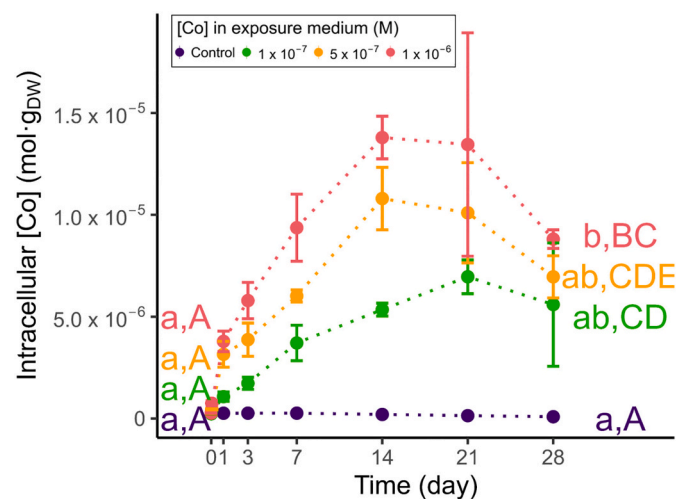 [Co] in exposure medium (M)
Control 1 x 10⁻⁷ 5 x 10⁻⁷ 1 x 10⁻⁶
Intracellular [Co] (mol·g_DW)
1.5 x 10⁻⁵
1.0 x 10⁻⁵
5.0 x 10⁻⁶
0
a,A
a,A
a,A
a,A
b,BC
ab,CDE
ab,CD
a,A
0 1 3 7 14 21 28
Time (day)